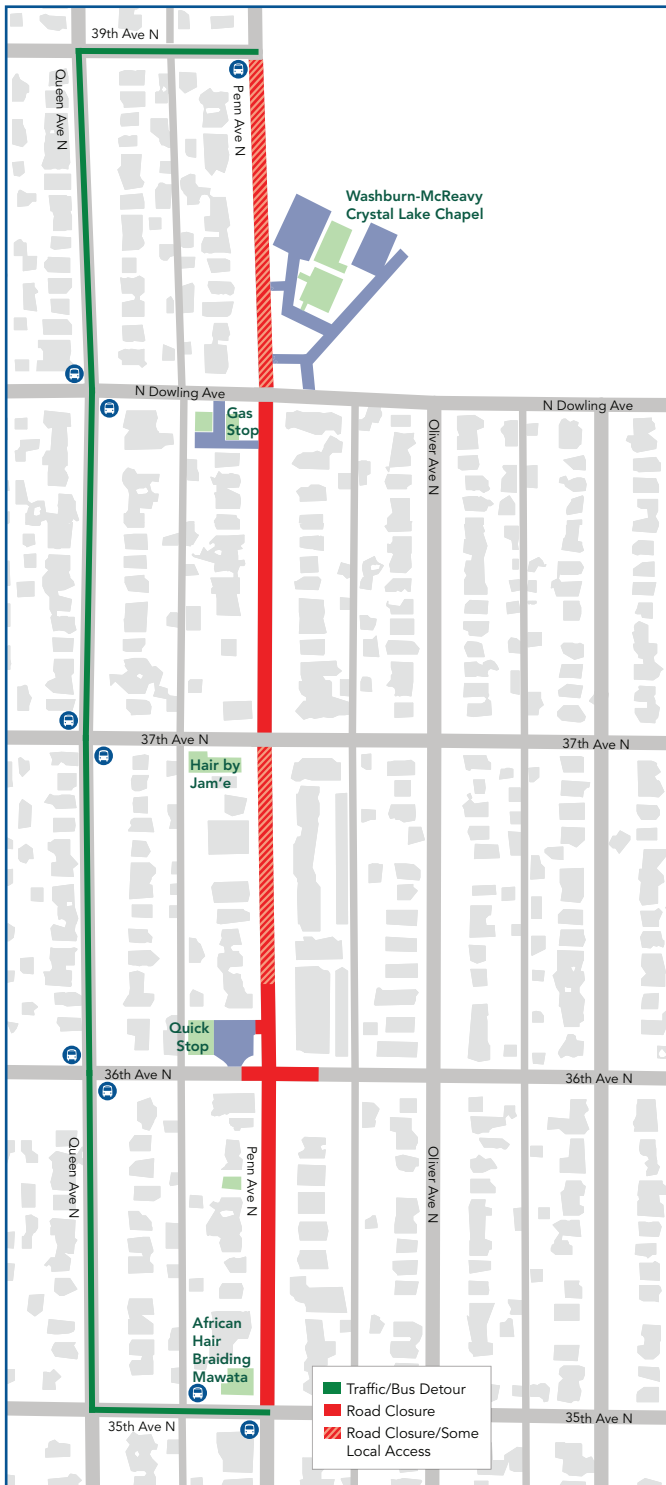 39th Ave N
Queen Ave N
Penn Ave N
Washburn-McReavy
Crystal Lake Chapel
N Dowling Ave
N Dowling Ave
Gas
Stop
Oliver Ave N
37th Ave N
37th Ave N
Hair by
Jam'e
Quick
Stop
36th Ave N
36th Ave N
Queen Ave N
Penn Ave N
Oliver Ave N
African
Hair
Braiding
Mawata
Traffic/Bus Detour
Road Closure
Road Closure/Some
Local Access
35th Ave N
35th Ave N